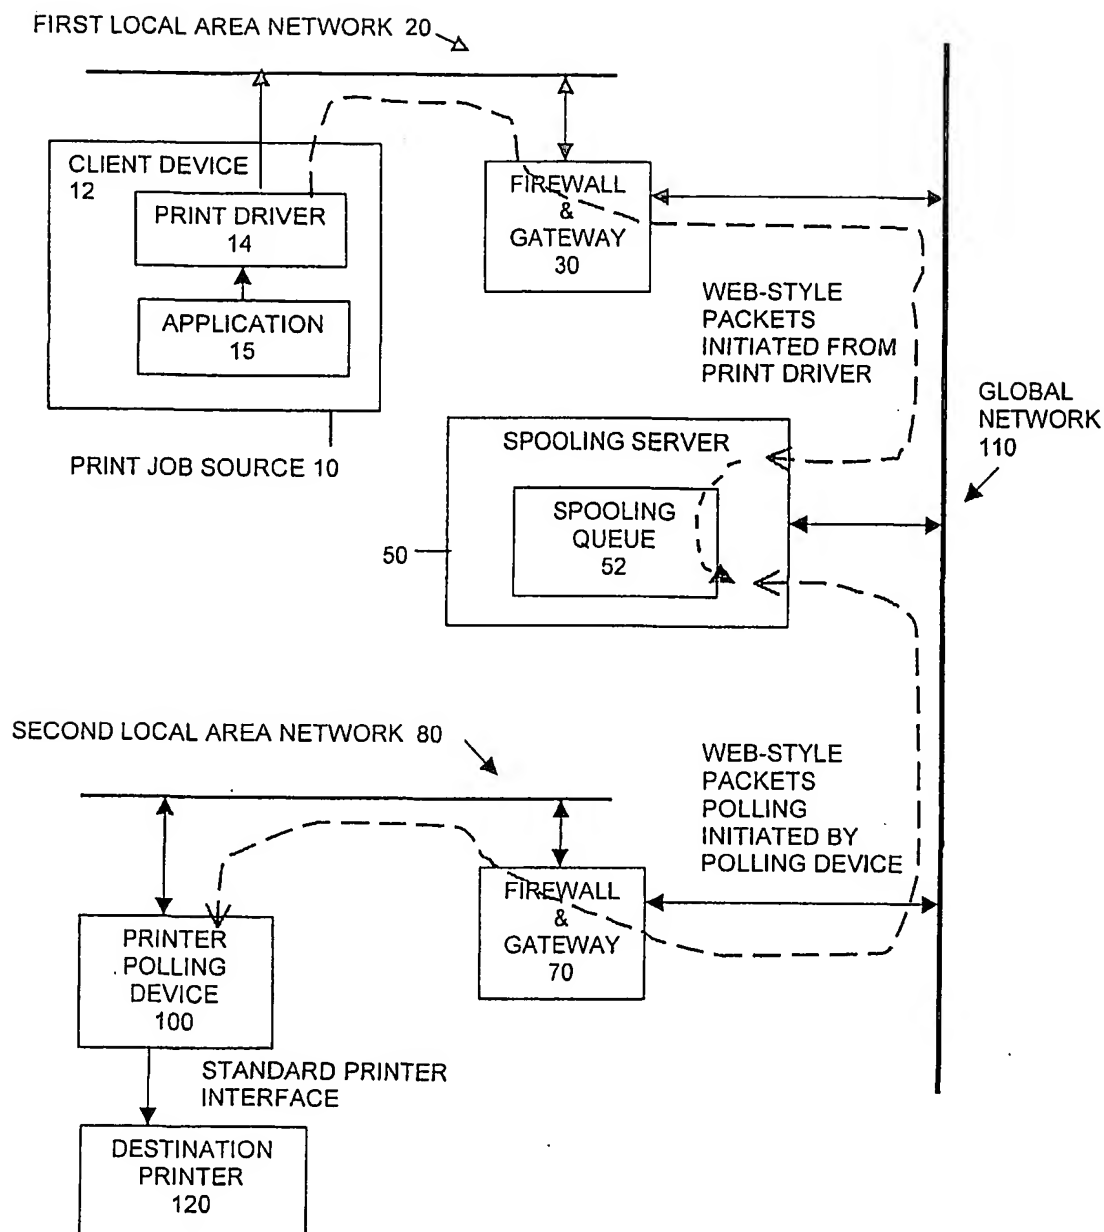 FIRST LOCAL AREA NETWORK 20
CLIENT DEVICE
12
PRINT DRIVER
14
APPLICATION
15
PRINT JOB SOURCE 10
FIREWALL
&
GATEWAY
30
WEB-STYLE
PACKETS
INITIATED FROM
PRINT DRIVER
GLOBAL
NETWORK
110
SPOOLING SERVER
SPOOLING
QUEUE
52
50
SECOND LOCAL AREA NETWORK 80
WEB-STYLE
PACKETS
POLLING
INITIATED BY
POLLING DEVICE
FIREWALL
&
GATEWAY
70
PRINTER
POLLING
DEVICE
100
STANDARD PRINTER
INTERFACE
DESTINATION
PRINTER
120